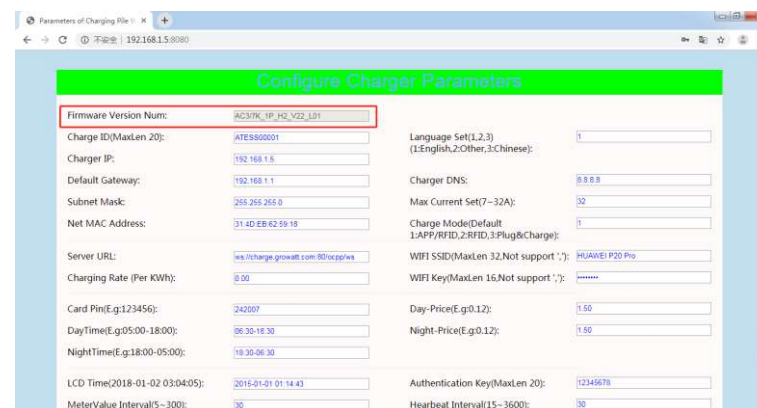 Parameters of Charging Pile
不安全 | 192.168.1.5:8080
Configure Charger Parameters
Firmware Version Num: AC3/7K_1P_H2_V22_L01
Charge ID(MaxLen 20): ATESS00001 Language Set(1,2,3) 1
(1:English,2:Other,3:Chinese):
Charger IP: 192.168.1.5
Default Gateway: 192.168.1.1 Charger DNS: 8.8.8.8
Subnet Mask: 255.255.255.0 Max Current Set(7~32A): 32
Net MAC Address: 31:4D:EB:62:59:18 Charge Mode(Default 1
1:APP/RFID,2:RFID,3:Plug&Charge):
Server URL: ws://charge.growatt.com:80/ocpp/ws WIFI SSID(MaxLen 32,Not support ','): HUAWEI P20 Pro
Charging Rate (Per KWh): 0.00 WIFI Key(MaxLen 16,Not support ','): ••••••••
Card Pin(E.g:123456): 242007 Day-Price(E.g:0.12): 1.50
DayTime(E.g:05:00-18:00): 06:30-18:30 Night-Price(E.g:0.12): 1.50
NightTime(E.g:18:00-05:00): 18:30-06:30
LCD Time(2018-01-02 03:04:05): 2015-01-01 01:14:43 Authentication Key(MaxLen 20): 12345678
MeterValue Interval(5~300): 30 Hearbeat Interval(15~3600): 30